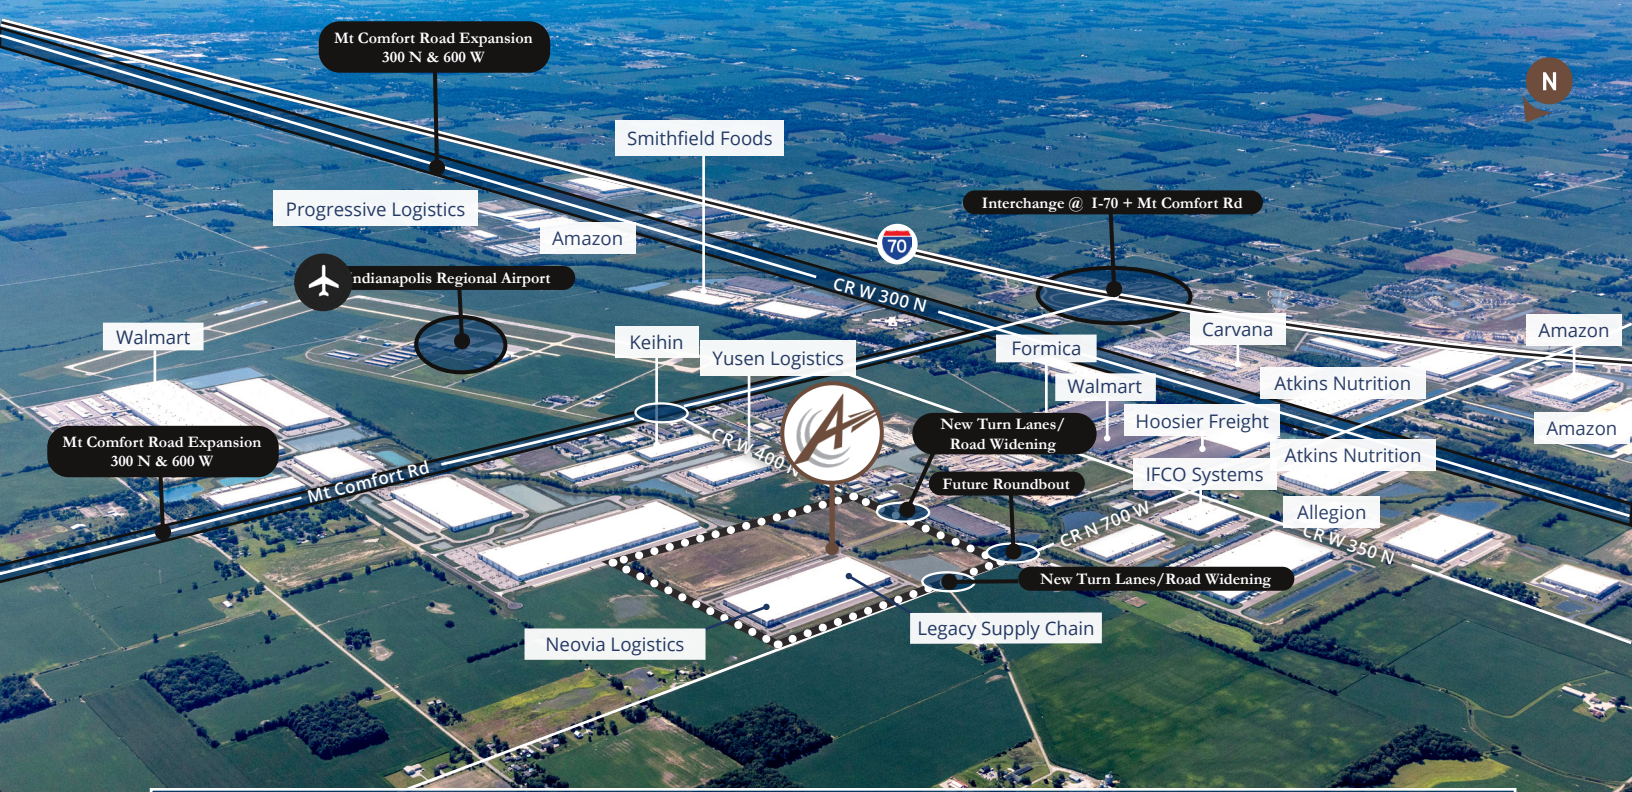 Mt Comfort Road Expansion
300 N & 600 W
N
Smithfield Foods
Interchange @ I-70 + Mt Comfort Rd
Progressive Logistics
Amazon
70
Indianapolis Regional Airport
CR W 300 N
Walmart
Keihin
Yusen Logistics
Formica
Carvana
Amazon
Walmart
Atkins Nutrition
Hoosier Freight
Amazon
New Turn Lanes/
Road Widening
Mt Comfort Road Expansion
300 N & 600 W
CR W 400 N
A
Atkins Nutrition
Mt Comfort Rd
IFCO Systems
Future Roundbout
Allegion
CR N 700 W
CR W 350 N
New Turn Lanes/Road Widening
Legacy Supply Chain
Neovia Logistics